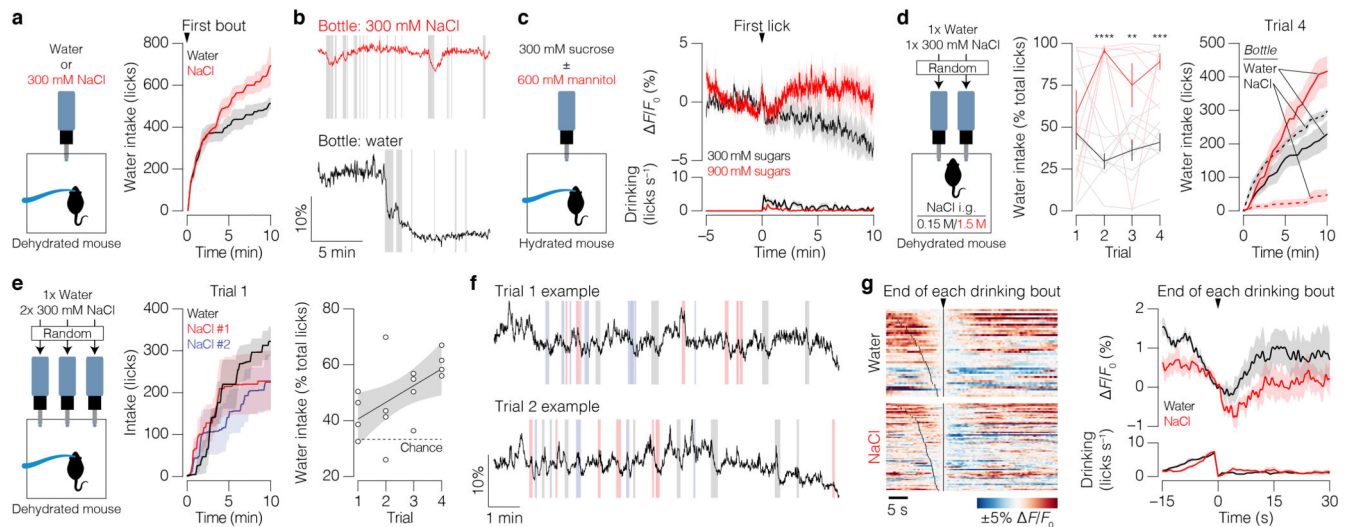 a
Water
or
300 mM NaCl
Dehydrated mouse
First bout
Water
NaCl
Water intake (licks)
800
600
400
200
0
0
5
10
Time (min)
b
Bottle: 300 mM NaCl
Bottle: water
10%
5 min
c
300 mM sucrose
±
600 mM mannitol
Hydrated mouse
First lick
ΔF/F0 (%)
5
0
−5
300 mM sugars
900 mM sugars
Drinking
(licks s⁻¹)
10
0
−5
0
5
10
Time (min)
d
1x Water
1x 300 mM NaCl
Random
NaCl i.g.
0.15 M/1.5 M
Dehydrated mouse
Water intake (% total licks)
100
75
50
25
0
**** ** ***
1
2
3
4
Trial
Trial 4
Bottle
Water
NaCl
Water intake (licks)
500
400
300
200
100
0
0
5
10
Time (min)
e
1x Water
2x 300 mM NaCl
Random
Dehydrated mouse
Trial 1
Water
NaCl #1
NaCl #2
Intake (licks)
400
300
200
100
0
0
5
10
Time (min)
Water intake (% total licks)
80
60
40
20
Chance
1
2
3
4
Trial
f
Trial 1 example
Trial 2 example
10%
1 min
g
End of each drinking bout
Water
NaCl
5 s
±5% ΔF/F0
End of each drinking bout
ΔF/F0 (%)
2
1
0
−1
Water
NaCl
Drinking
(licks s⁻¹)
10
0
−15
0
15
30
Time (s)